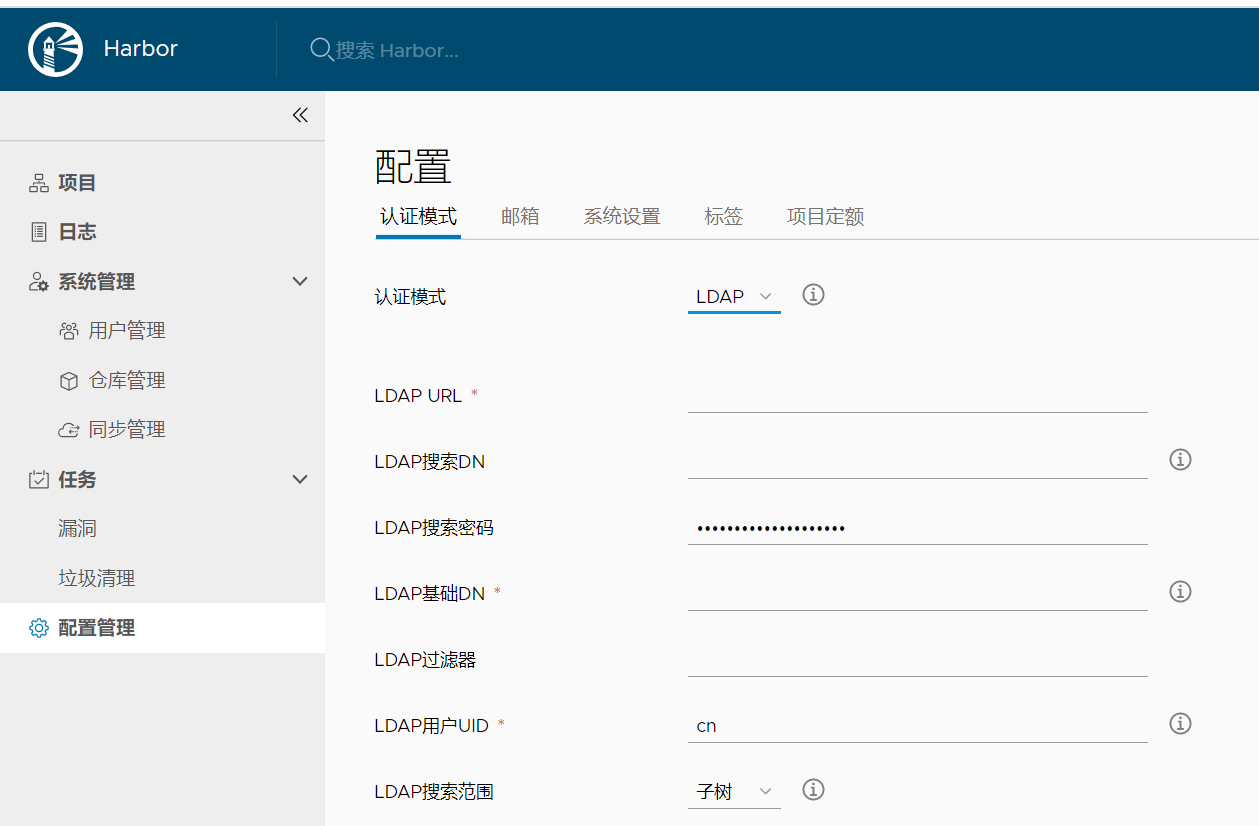 Harbor
搜索 Harbor...
项目
日志
系统管理
用户管理
仓库管理
同步管理
任务
漏洞
垃圾清理
配置管理
配置
认证模式 邮箱 系统设置 标签 项目定额
认证模式 LDAP
LDAP URL *
LDAP搜索DN
LDAP搜索密码 ••••••••••••••••••••
LDAP基础DN *
LDAP过滤器
LDAP用户UID * cn
LDAP搜索范围 子树